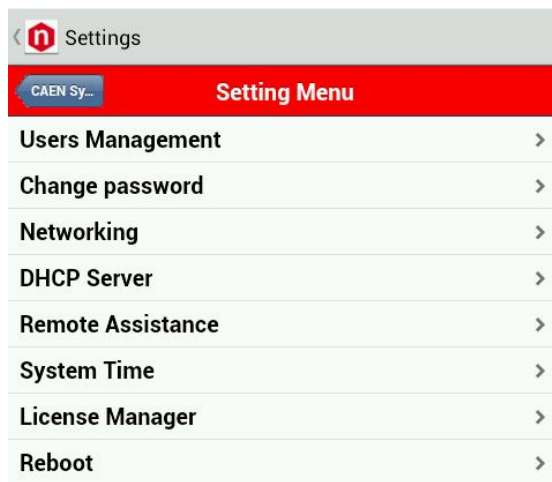 Settings
CAEN Sy...
Setting Menu
Users Management
Change password
Networking
DHCP Server
Remote Assistance
System Time
License Manager
Reboot